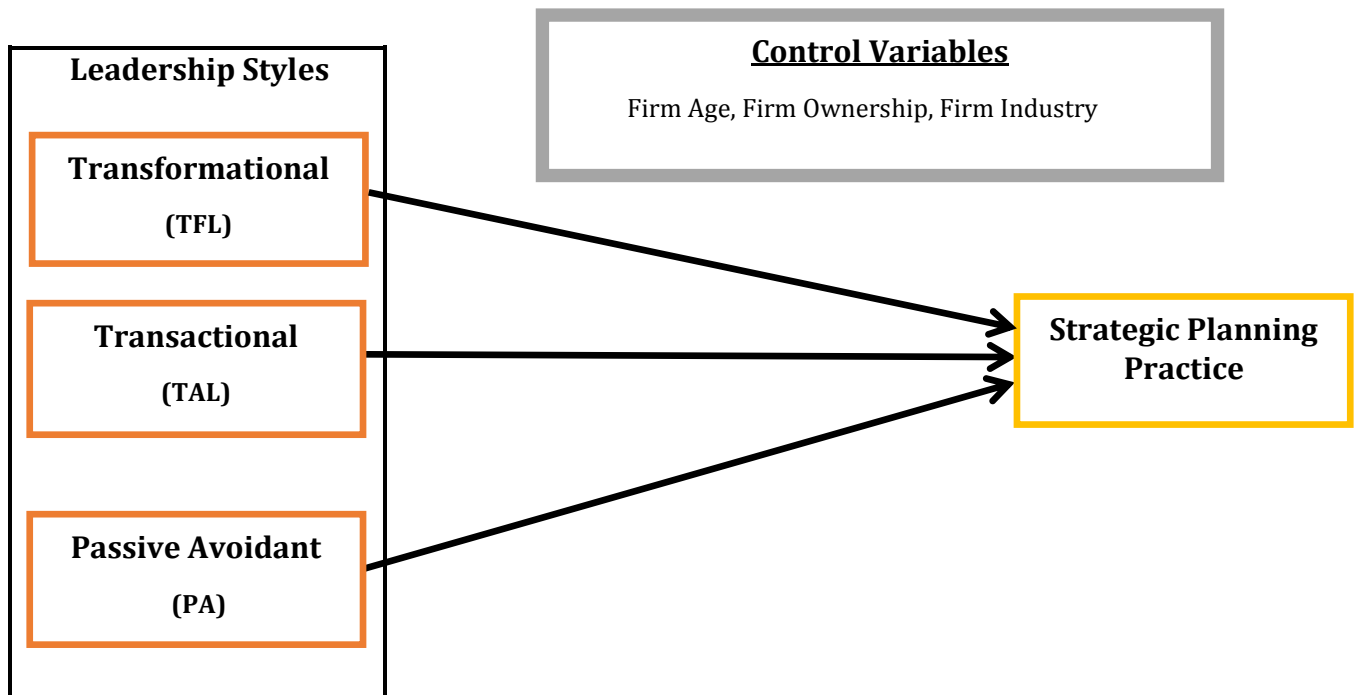 Leadership Styles
Transformational
(TFL)
Transactional
(TAL)
Passive Avoidant
(PA)
Control Variables
Firm Age, Firm Ownership, Firm Industry
Strategic Planning
Practice